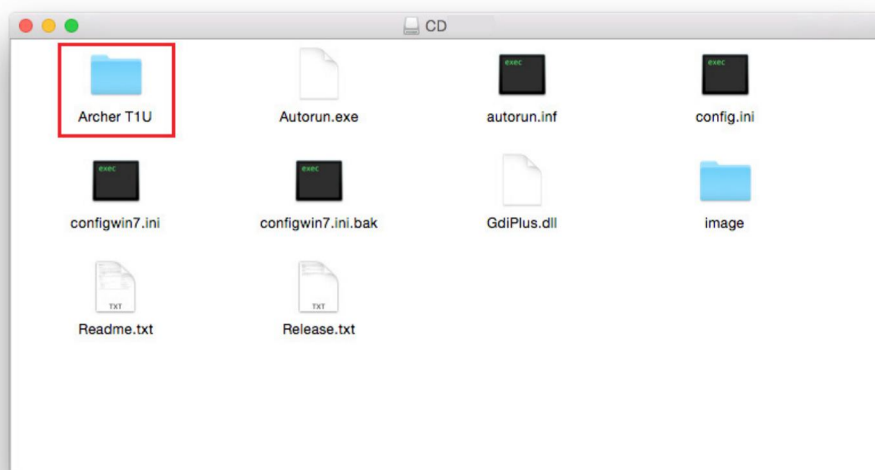 CD
exec
exec
Archer T1U
Autorun.exe
autorun.inf
config.ini
exec
exec
configwin7.ini
configwin7.ini.bak
GdiPlus.dll
image
TXT
TXT
Readme.txt
Release.txt